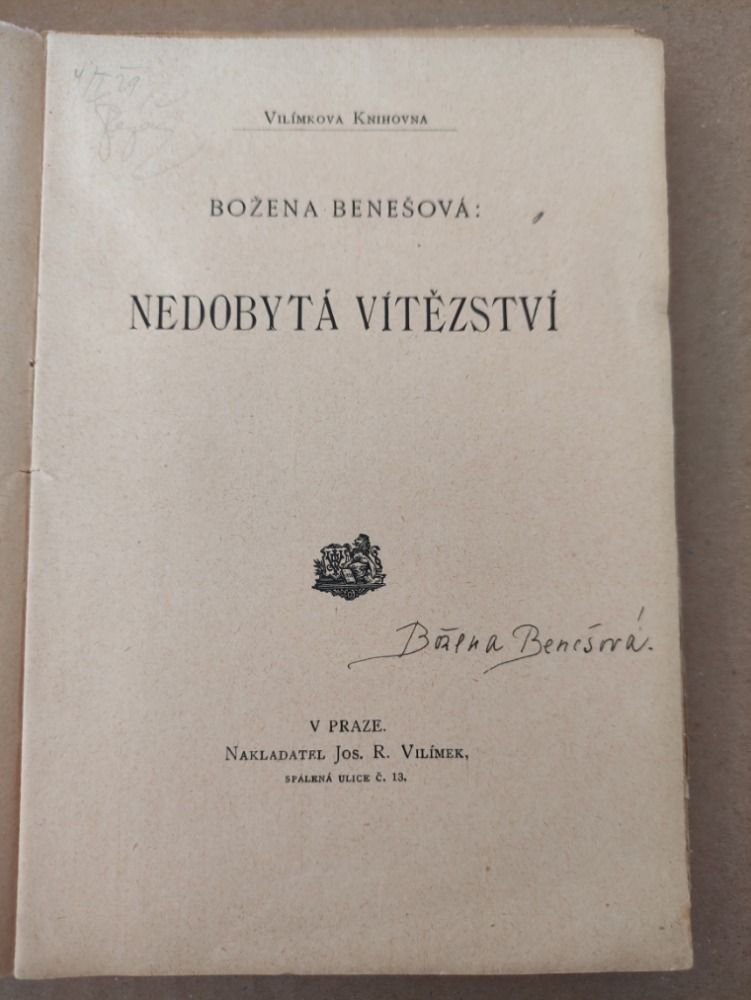 Vilímkova Knihovna
BOŽENA BENEŠOVÁ:
NEDOBYTÁ VÍTĚZSTVÍ
Božena Benešová.
V PRAZE.
Nakladatel Jos. R. Vilímek,
SPÁLENÁ ULICE Č. 13.